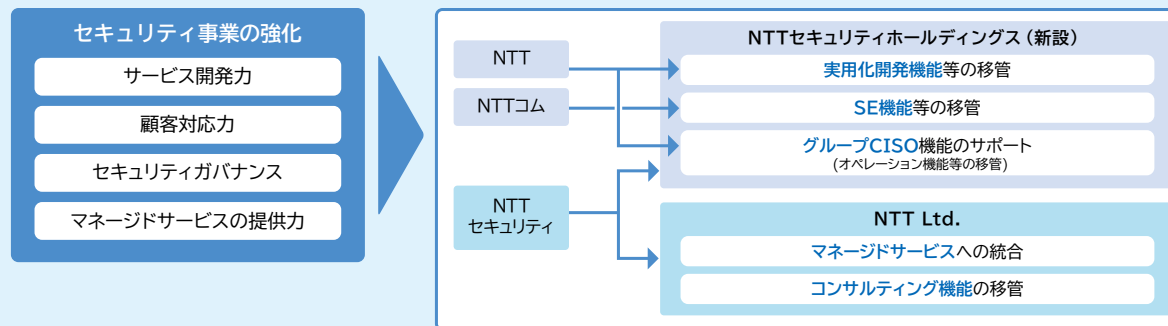 セキュリティ事業の強化
サービス開発力
顧客対応力
セキュリティガバナンス
マネージドサービスの提供力
NTT
NTTコム
NTT
セキュリティ
NTTセキュリティホールディングス（新設）
実用化開発機能等の移管
SE機能等の移管
グループCISO機能のサポート
(オペレーション機能等の移管)
NTT Ltd.
マネージドサービスへの統合
コンサルティング機能の移管